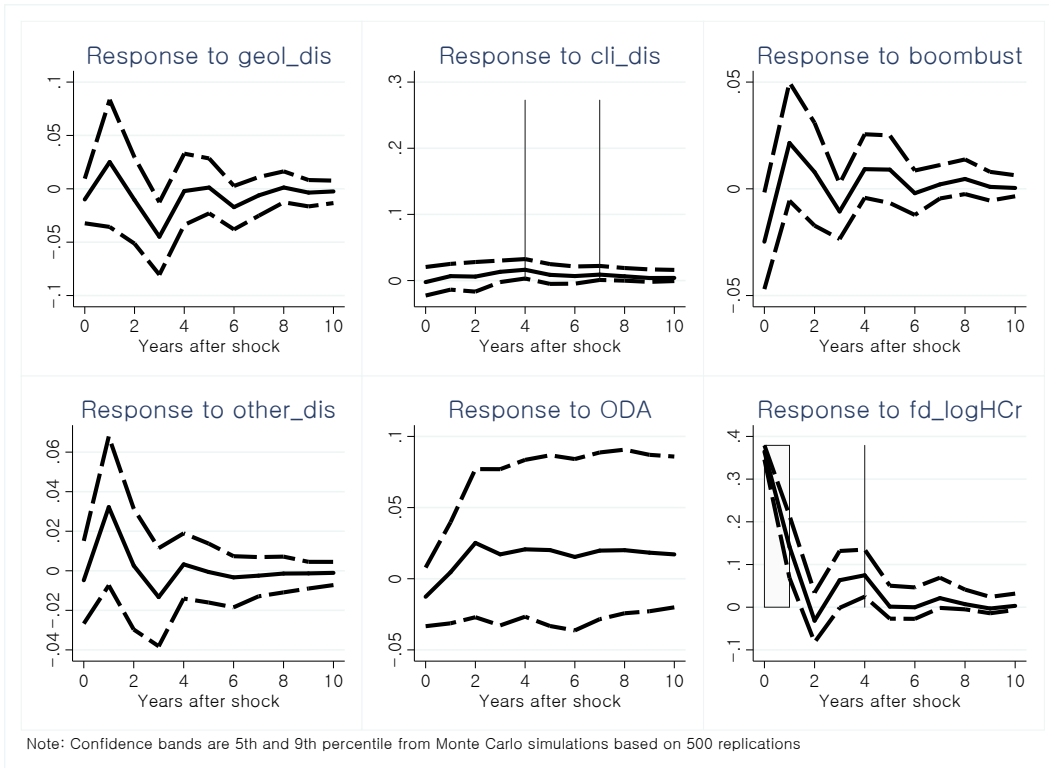 Response to geol_dis
.1
.05
0
-.05
-.1
0 2 4 6 8 10
Years after shock
Response to cli_dis
.3
.2
.1
0
0 2 4 6 8 10
Years after shock
Response to boombust
.05
0
-.05
0 2 4 6 8 10
Years after shock
Response to other_dis
.06
.04
.02
0
-.02
-.04
0 2 4 6 8 10
Years after shock
Response to ODA
.1
.05
0
-.05
0 2 4 6 8 10
Years after shock
Response to fd_logHCr
.4
.3
.2
.1
0
-.1
0 2 4 6 8 10
Years after shock
Note: Confidence bands are 5th and 9th percentile from Monte Carlo simulations based on 500 replications